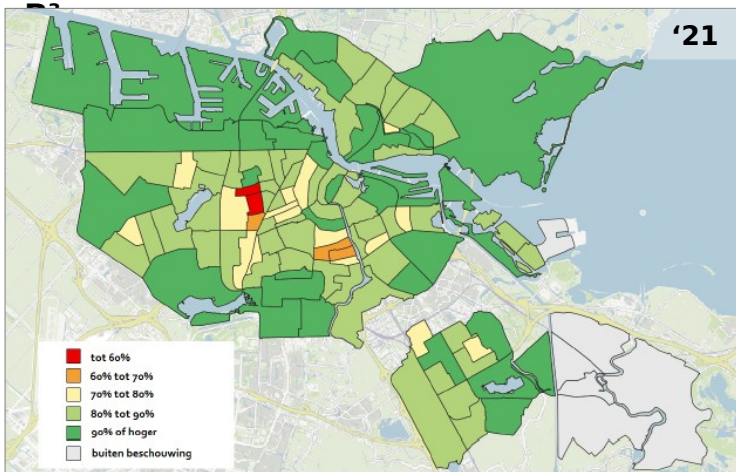 ‘21
tot 60%
60% tot 70%
70% tot 80%
80% tot 90%
90% of hoger
buiten beschouwing